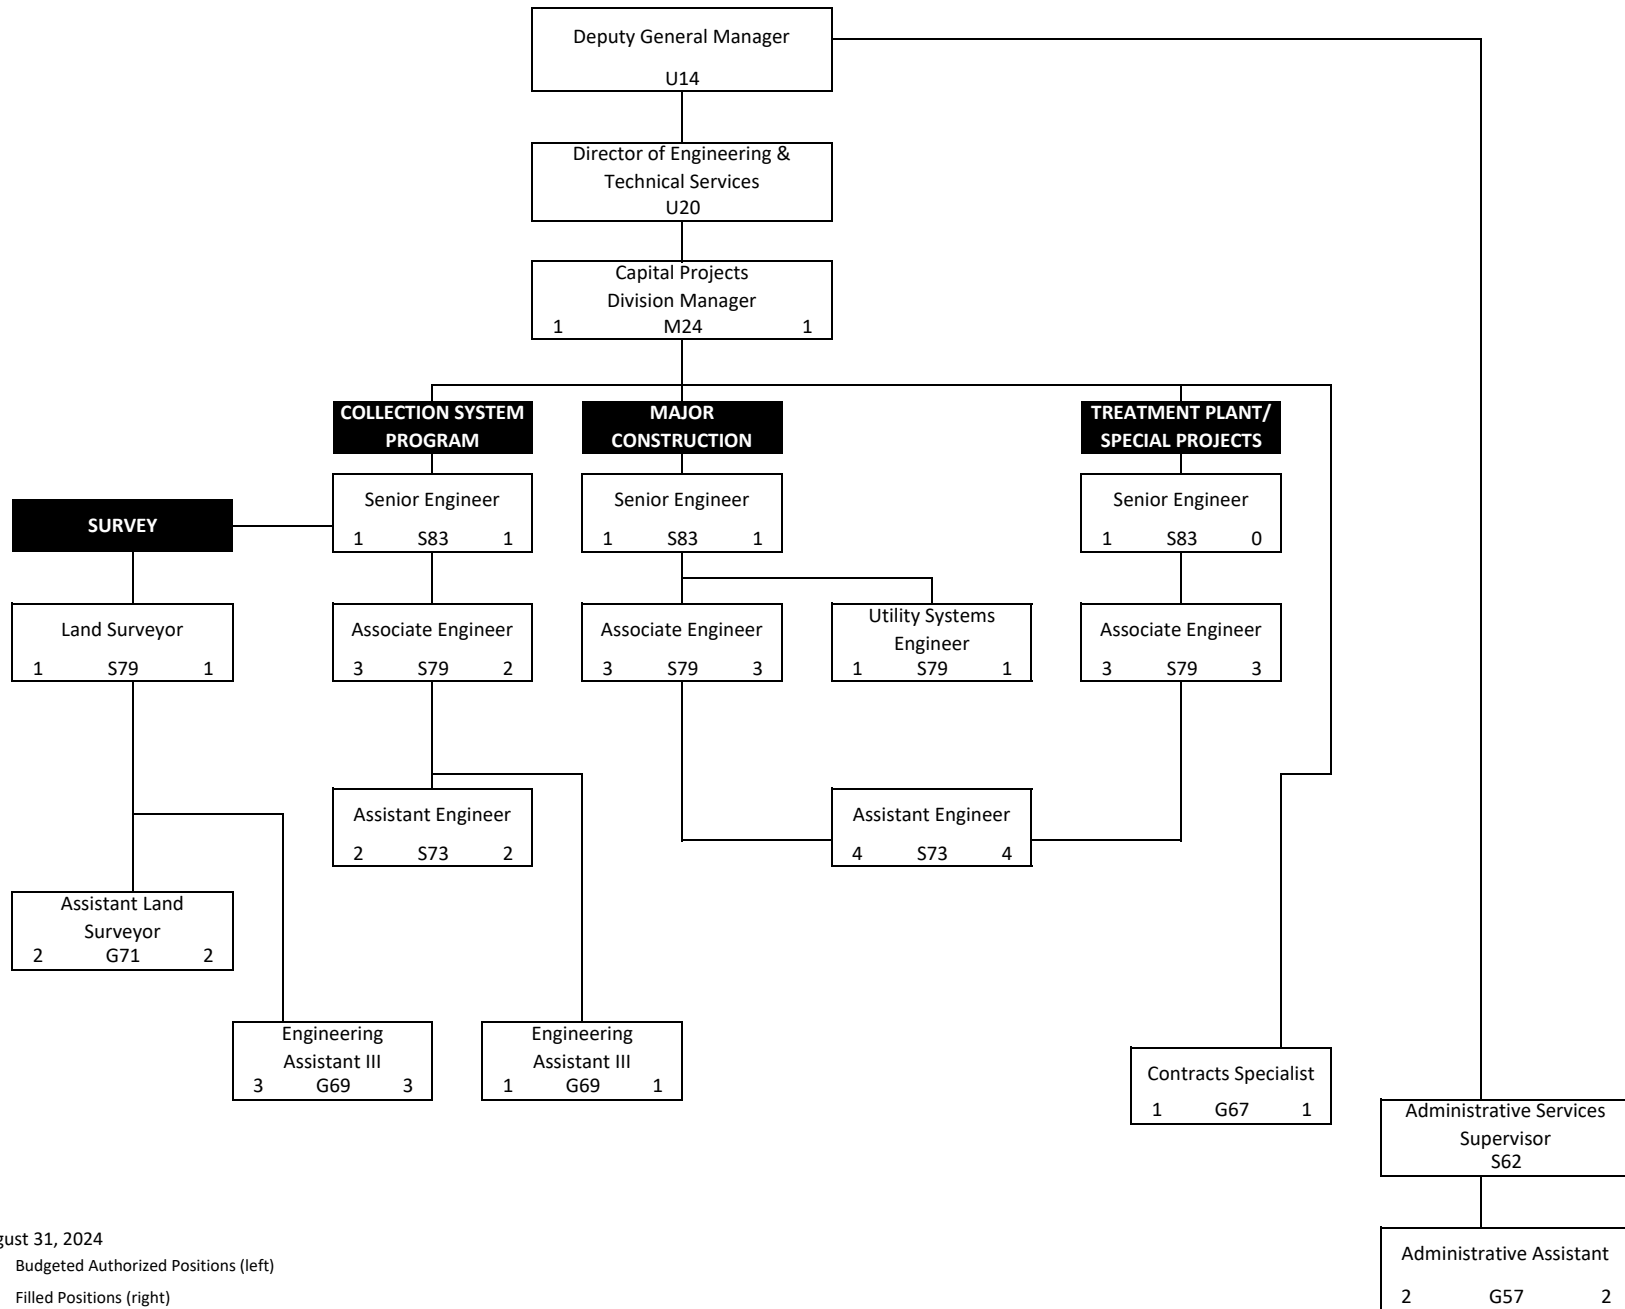 Deputy General Manager
U14
Director of Engineering &
Technical Services
U20
Capital Projects
Division Manager
1 M24 1
COLLECTION SYSTEM
PROGRAM
MAJOR
CONSTRUCTION
TREATMENT PLANT/
SPECIAL PROJECTS
SURVEY
Senior Engineer
1 S83 1
Senior Engineer
1 S83 1
Senior Engineer
1 S83 0
Land Surveyor
1 S79 1
Associate Engineer
3 S79 2
Associate Engineer
3 S79 3
Utility Systems
Engineer
1 S79 1
Associate Engineer
3 S79 3
Assistant Engineer
2 S73 2
Assistant Engineer
4 S73 4
Assistant Land
Surveyor
2 G71 2
Engineering
Assistant III
3 G69 3
Engineering
Assistant III
1 G69 1
Contracts Specialist
1 G67 1
Administrative Services
Supervisor
S62
Administrative Assistant
2 G57 2
31, 2024
Budgeted Authorized Positions (left)
Filled Positions (right)